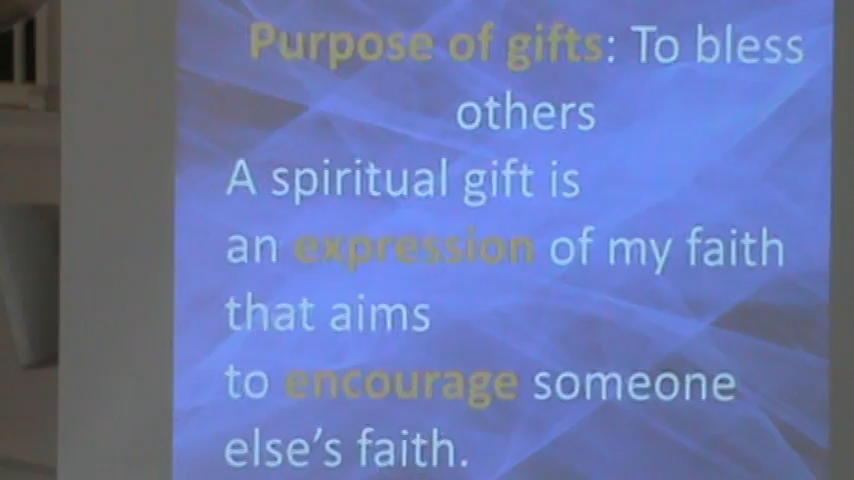 Purpose of gifts: To bless
others
A spiritual gift is
an expression of my faith
that aims
to encourage someone
else's faith.